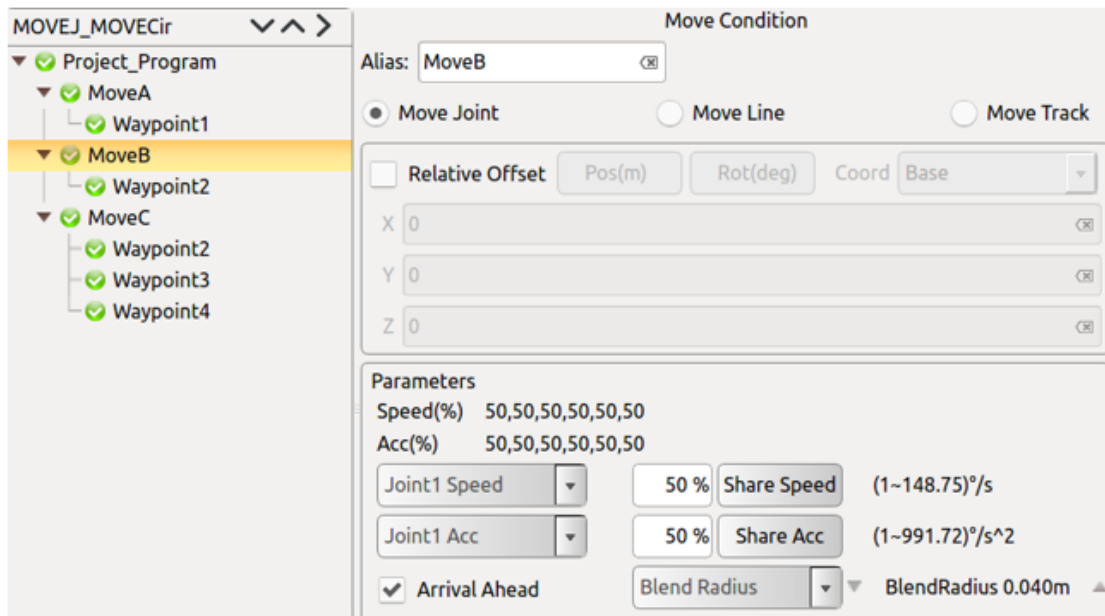 MOVEJ_MOVECir
Project_Program
MoveA
Waypoint1
MoveB
Waypoint2
MoveC
Waypoint2
Waypoint3
Waypoint4
Move Condition
Alias: MoveB
Move Joint Move Line Move Track
Relative Offset Pos(m) Rot(deg) Coord Base
X 0
Y 0
Z 0
Parameters
Speed(%) 50,50,50,50,50,50
Acc(%) 50,50,50,50,50,50
Joint1 Speed 50 % Share Speed (1~148.75)°/s
Joint1 Acc 50 % Share Acc (1~991.72)°/s^2
Arrival Ahead Blend Radius BlendRadius 0.040m